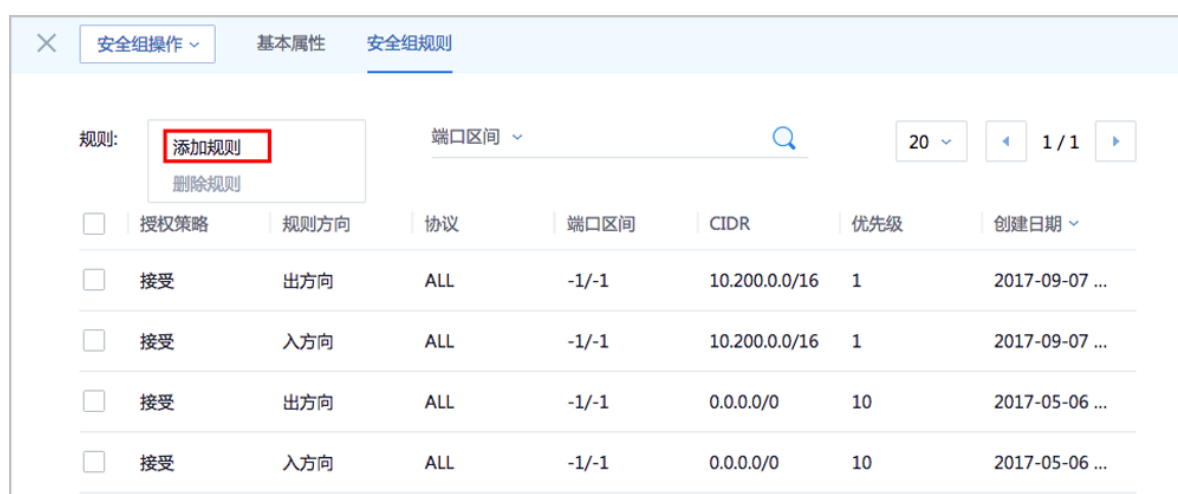 安全组操作 基本属性 安全组规则
规则: 添加规则 端口区间 20 1 / 1
删除规则
授权策略 规则方向 协议 端口区间 CIDR 优先级 创建日期
接受 出方向 ALL -1/-1 10.200.0.0/16 1 2017-09-07 ...
接受 入方向 ALL -1/-1 10.200.0.0/16 1 2017-09-07 ...
接受 出方向 ALL -1/-1 0.0.0.0/0 10 2017-05-06 ...
接受 入方向 ALL -1/-1 0.0.0.0/0 10 2017-05-06 ...